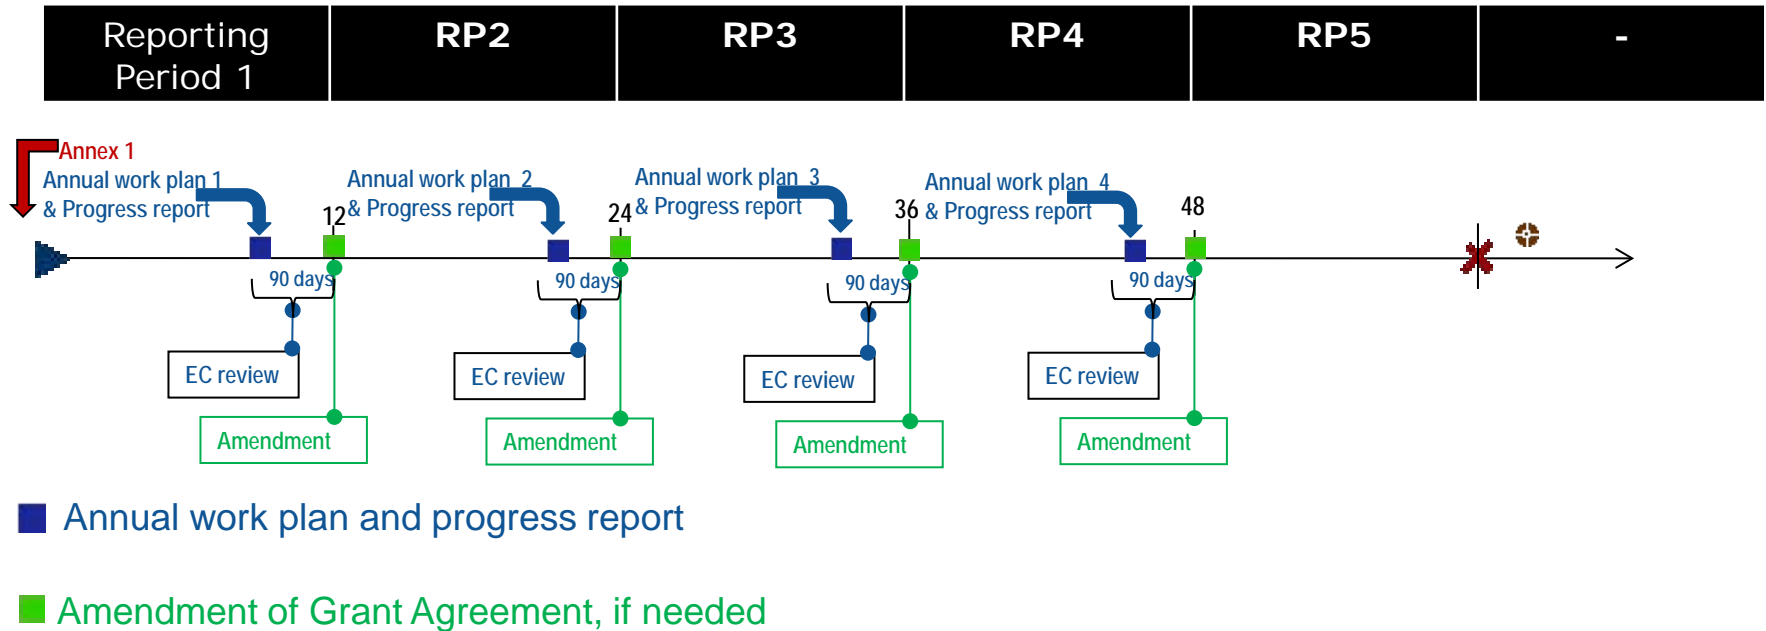 Reporting
Period 1
RP2
RP3
RP4
RP5
-
Annex 1
Annual work plan 1
& Progress report
12
Annual work plan 2
& Progress report
24
Annual work plan 3
& Progress report
36
Annual work plan 4
& Progress report
48
90 days
90 days
90 days
90 days
EC review
EC review
EC review
EC review
Amendment
Amendment
Amendment
Amendment
Annual work plan and progress report
Amendment of Grant Agreement, if needed